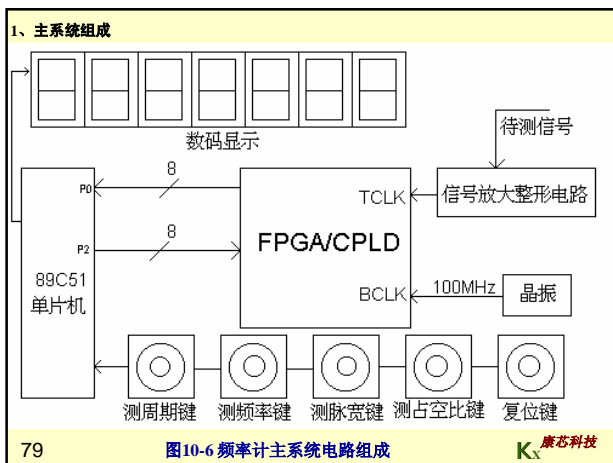 1、主系统组成
数码显示
待测信号
8
P0
TCLK
信号放大整形电路
FPGA/CPLD
8
P2
89C51
单片机
BCLK
100MHz
晶振
测周期键
测频率键
测脉宽键
测占空比键
复位键
79
图10-6 频率计主系统电路组成
KX康芯科技